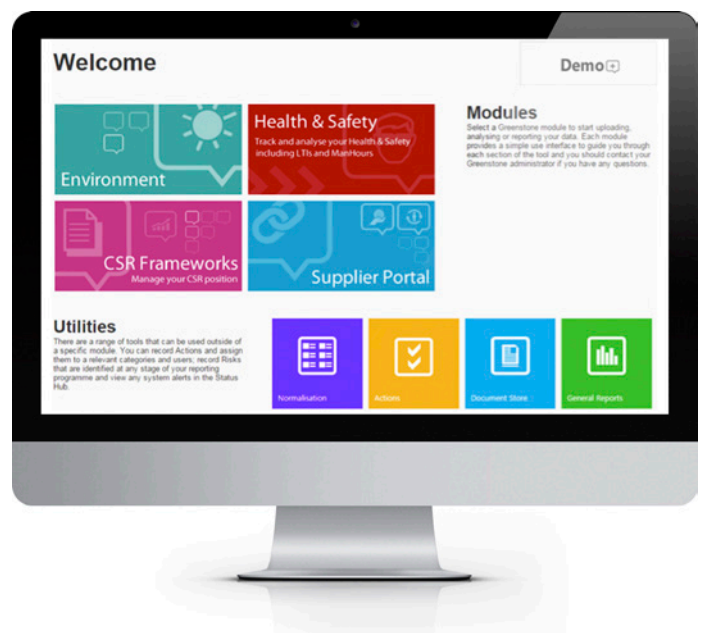 Welcome
Demo
Environment
Health & Safety
Track and analyse your Health & Safety
including LTIs and ManHours
CSR Frameworks
Manage your CSR position
Supplier Portal
Modules
Select a Greenstone module to start uploading,
analysing or reporting your data. Each module
provides a simple use interface to guide you through
each section of the tool and you should contact your
Greenstone administrator if you have any questions.
Utilities
There are a range of tools that can be used outside of
a specific module. You can record Actions and assign
them to a relevant categories and users; record Risks
that are identified at any stage of your reporting
programme and view any system alerts in the Status
Hub.
Normalisation
Actions
Document Store
General Reports